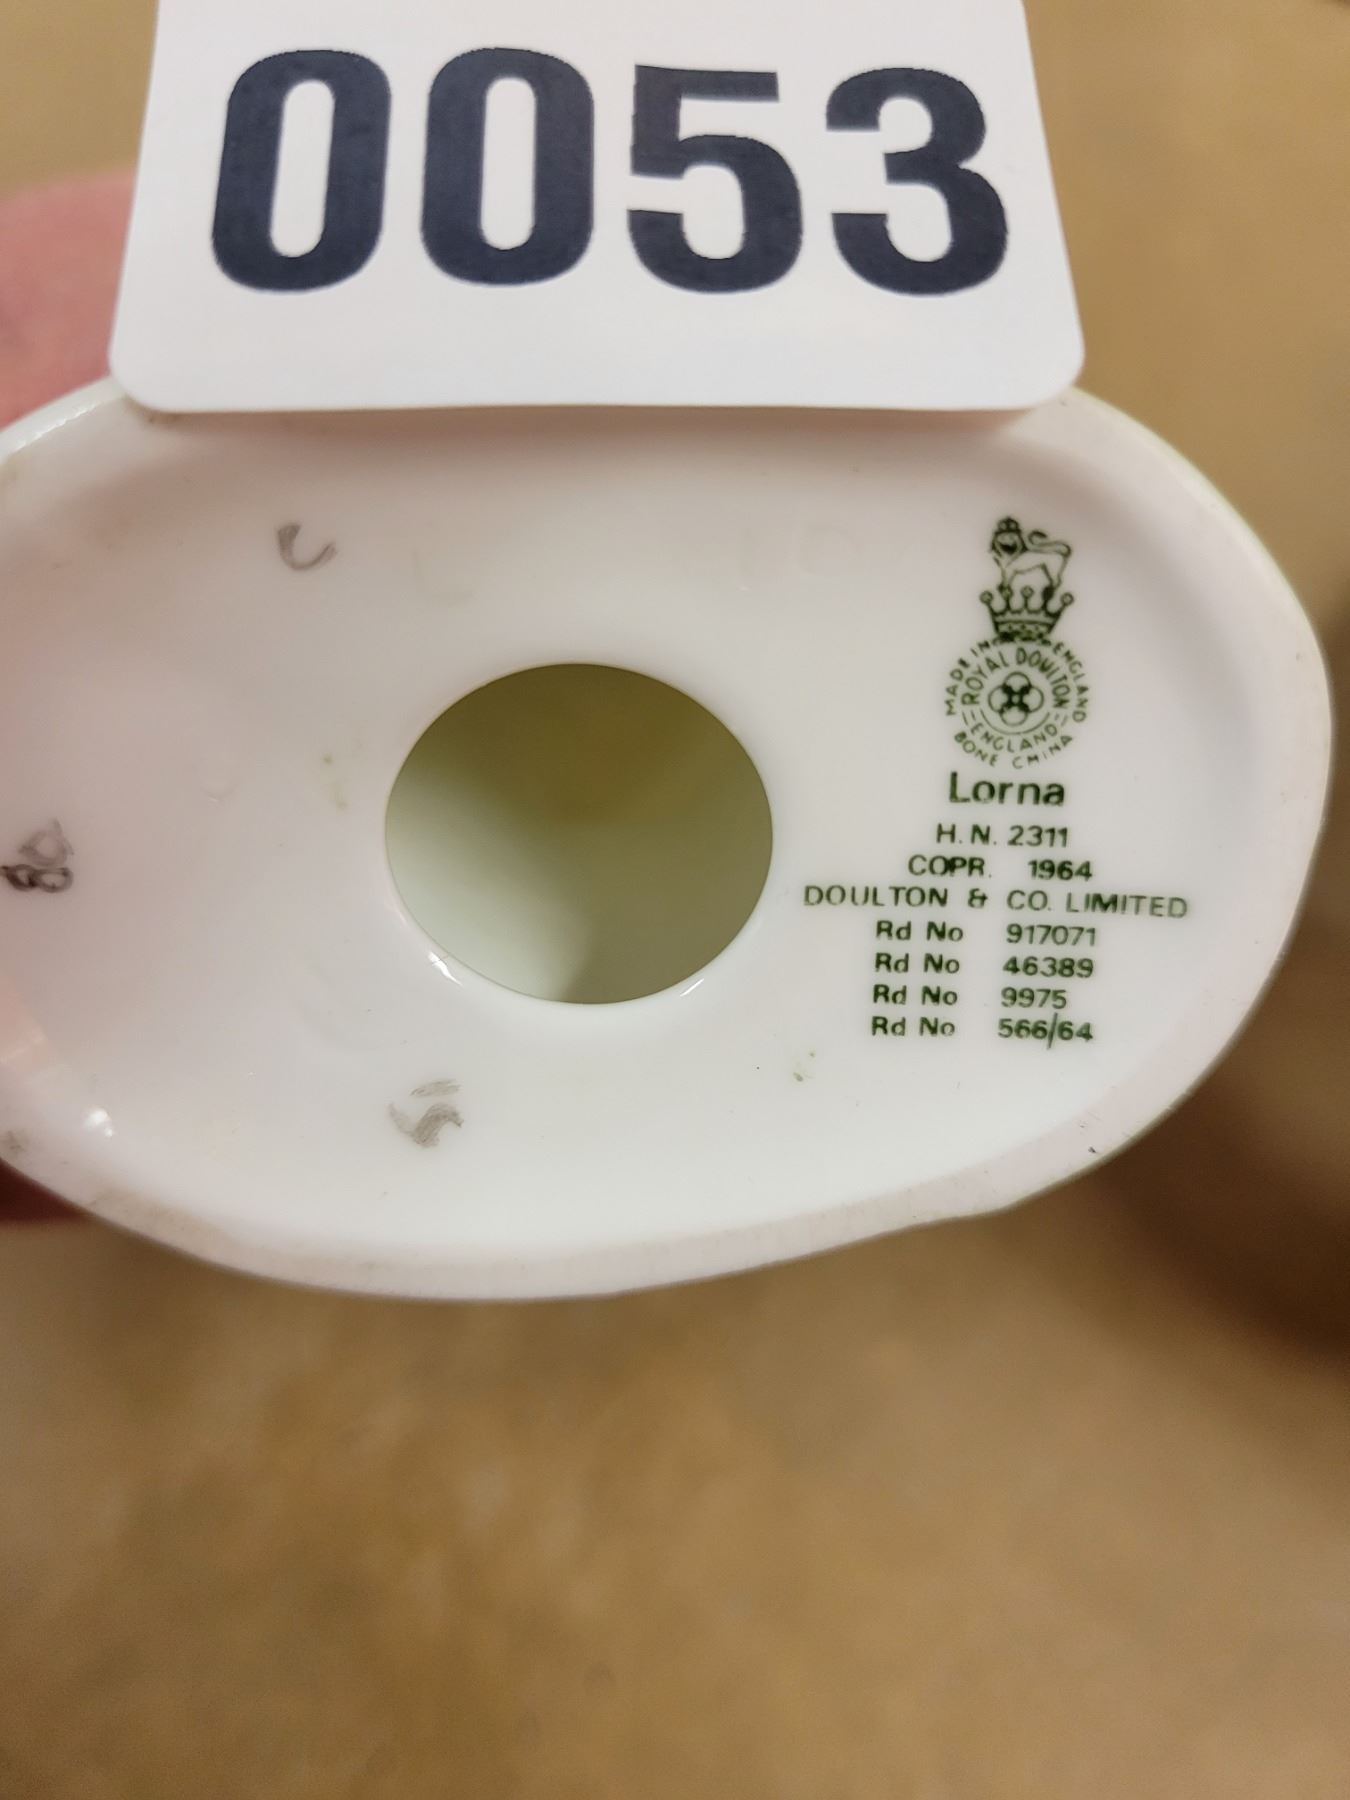 0053
MADE IN ENGLAND
ROYAL DOULTON
ENGLAND
BONE CHINA
Lorna
H.N. 2311
COPR. 1964
DOULTON & CO. LIMITED
Rd No 917071
Rd No 46389
Rd No 9975
Rd No 566/64